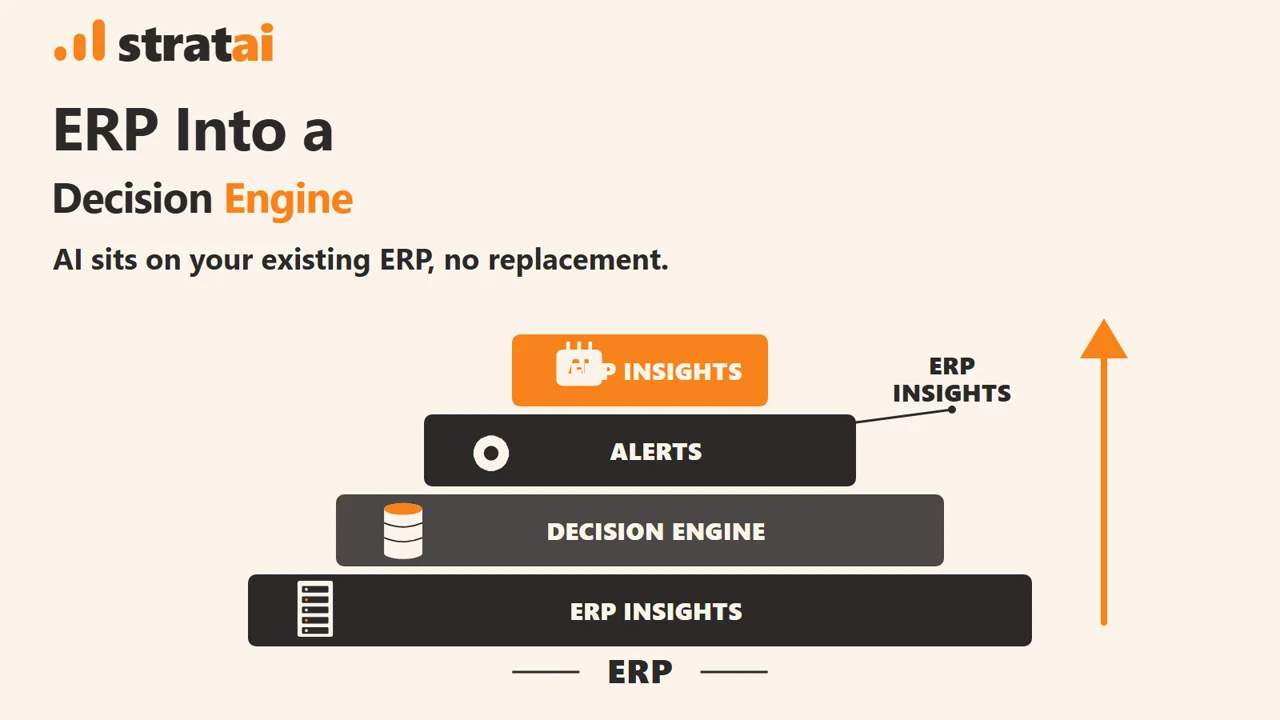 stratai
ERP Into a
Decision Engine
AI sits on your existing ERP, no replacement.
AI
P INSIGHTS
ERP
INSIGHTS
ALERTS
DECISION ENGINE
ERP INSIGHTS
ERP